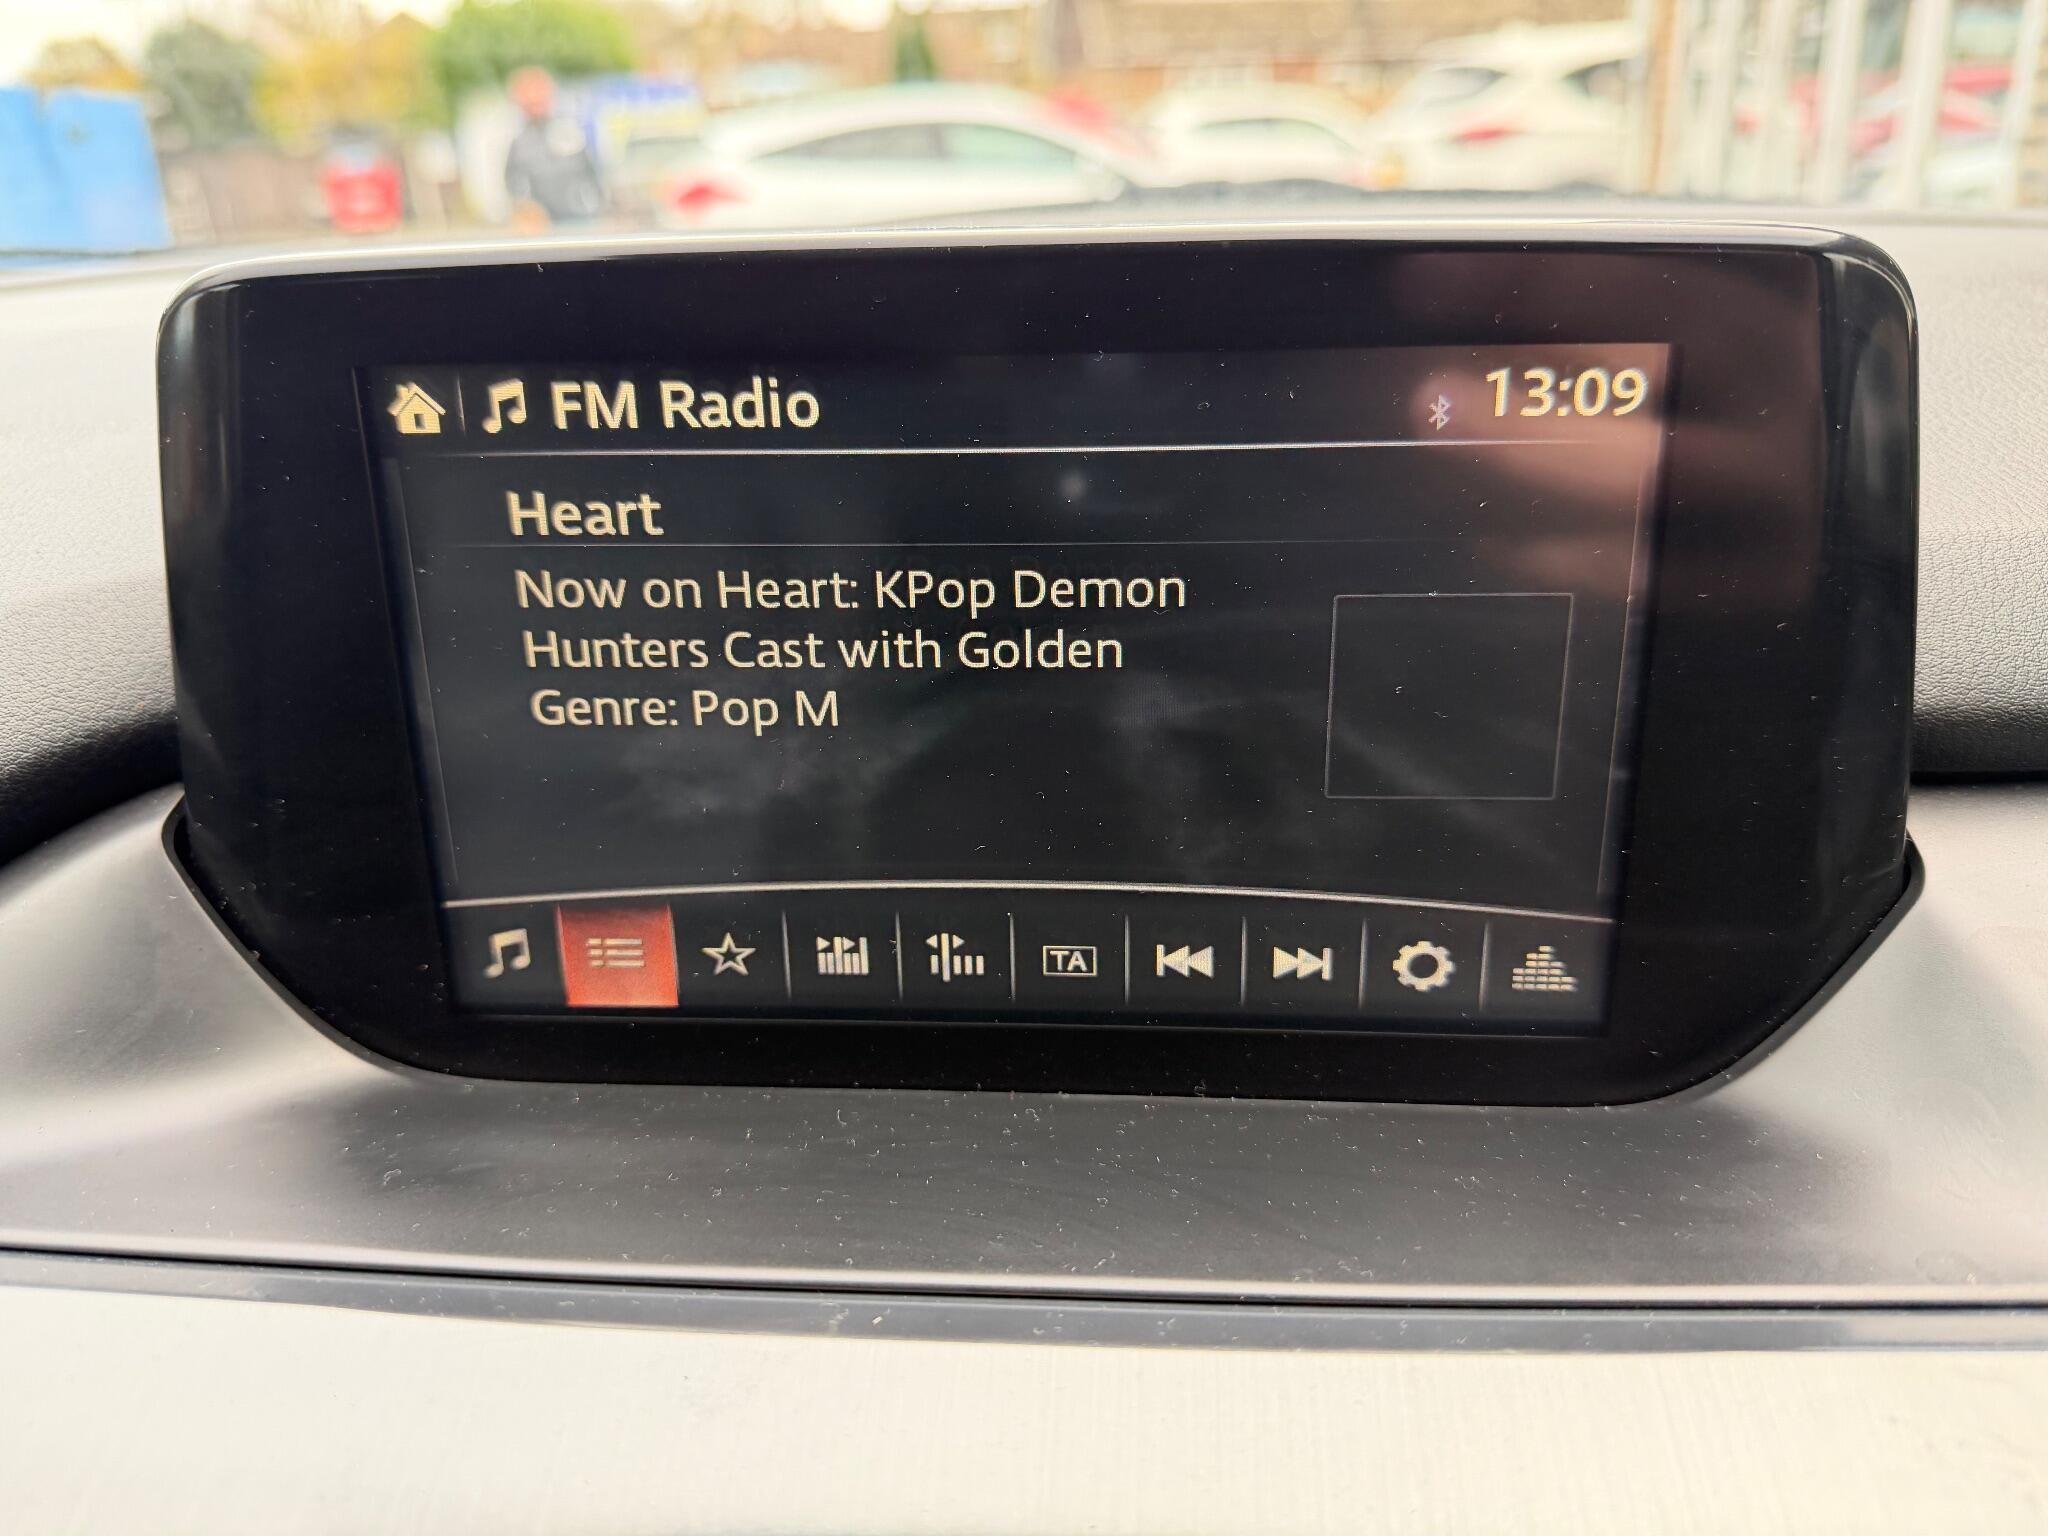 FM Radio
13:09
Heart
Now on Heart: KPop Demon
Hunters Cast with Golden
Genre: Pop M
TA